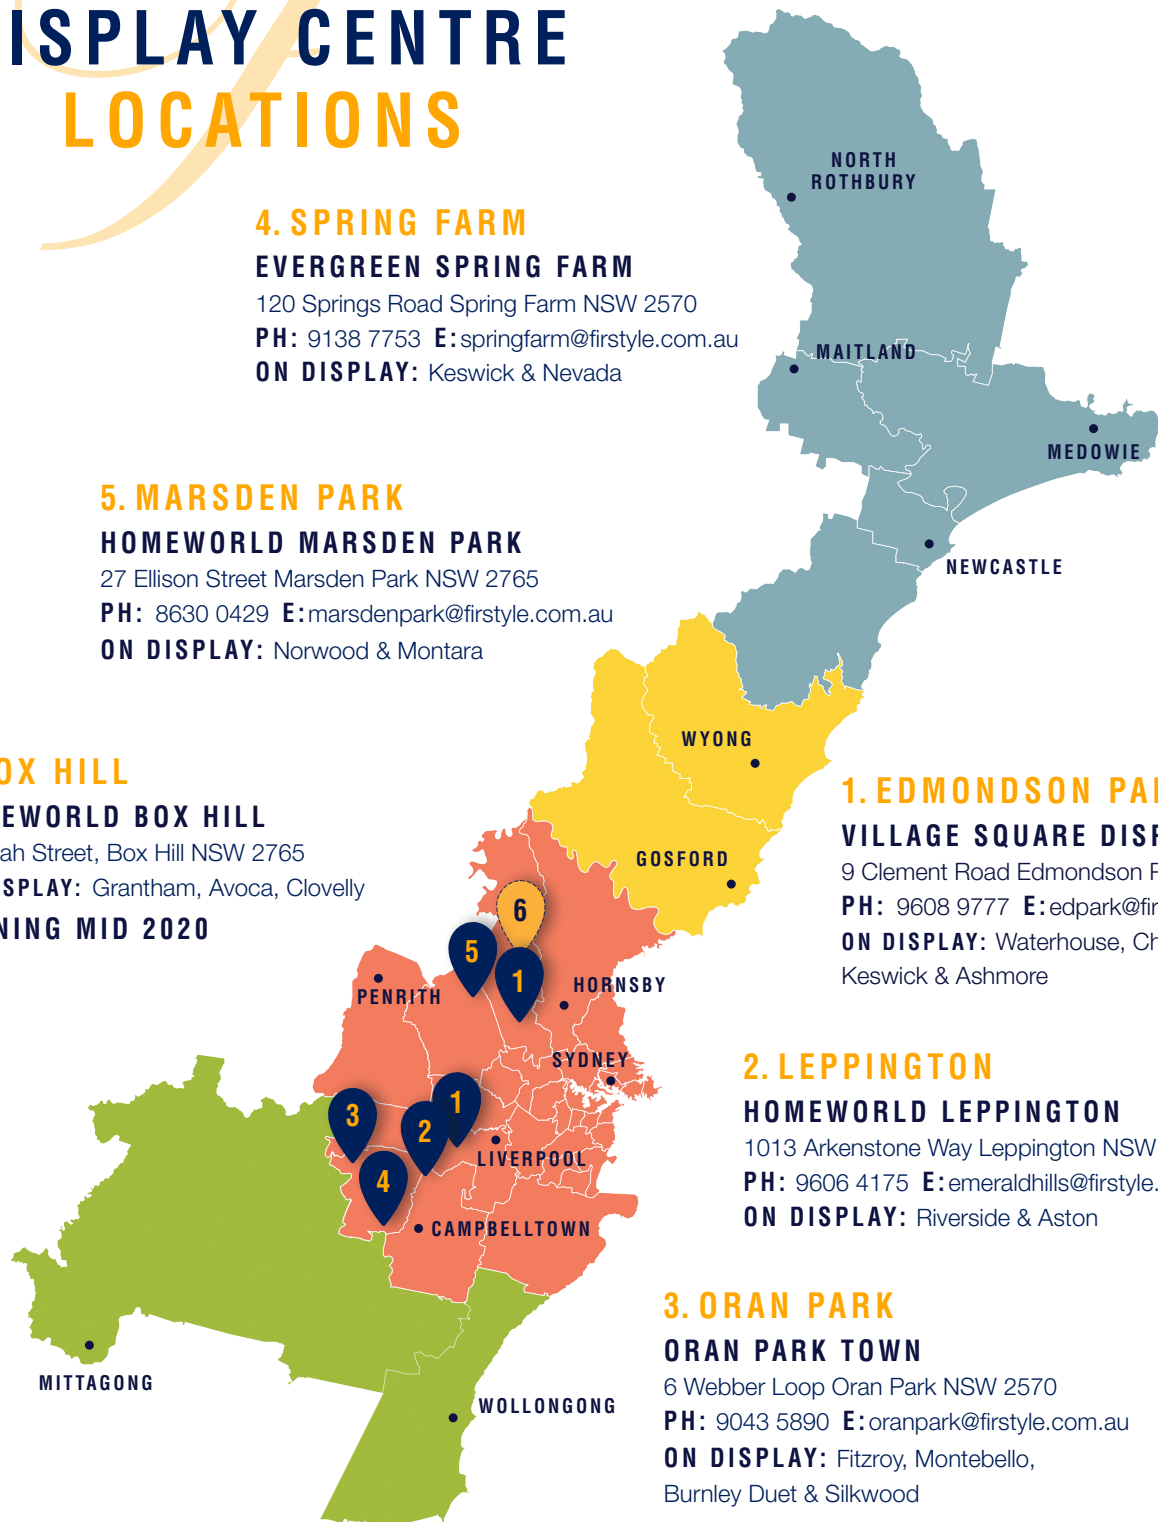 ISPLAY CENTRE
LOCATIONS
4. SPRING FARM
EVERGREEN SPRING FARM
120 Springs Road Spring Farm NSW 2570
PH: 9138 7753 E: springfarm@firstyle.com.au
ON DISPLAY: Keswick & Nevada
5. MARSDEN PARK
HOMEWORLD MARSDEN PARK
27 Ellison Street Marsden Park NSW 2765
PH: 8630 0429 E: marsdenpark@firstyle.com.au
ON DISPLAY: Norwood & Montara
OX HILL
EWORLD BOX HILL
ah Street, Box Hill NSW 2765
SPLAY: Grantham, Avoca, Clovelly
NING MID 2020
1. EDMONDSON PA
VILLAGE SQUARE DISP
9 Clement Road Edmondson P
PH: 9608 9777 E: edpark@fir
ON DISPLAY: Waterhouse, Ch
Keswick & Ashmore
2. LEPPINGTON
HOMEWORLD LEPPINGTON
1013 Arkenstone Way Leppington NSW
PH: 9606 4175 E: emeraldhills@firstyle.
ON DISPLAY: Riverside & Aston
3. ORAN PARK
ORAN PARK TOWN
6 Webber Loop Oran Park NSW 2570
PH: 9043 5890 E: oranpark@firstyle.com.au
ON DISPLAY: Fitzroy, Montebello,
Burnley Duet & Silkwood
NORTH
ROTHBURY
MAITLAND
MEDOWIE
NEWCASTLE
WYONG
GOSFORD
6
5
1
HORNSBY
PENRITH
SYDNEY
1
3
2
LIVERPOOL
4
CAMPBELLTOWN
MITTAGONG
WOLLONGONG